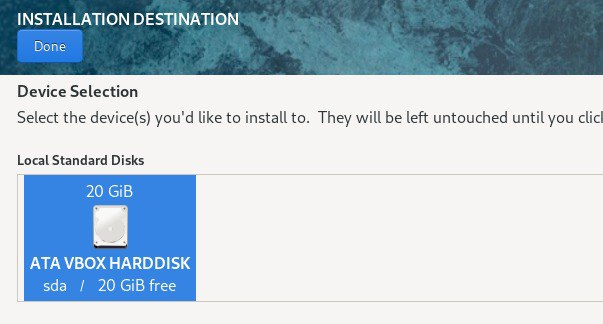 INSTALLATION DESTINATION
Done
Device Selection
Select the device(s) you'd like to install to. They will be left untouched until you clic
Local Standard Disks
20 GiB
ATA VBOX HARDDISK
sda / 20 GiB free